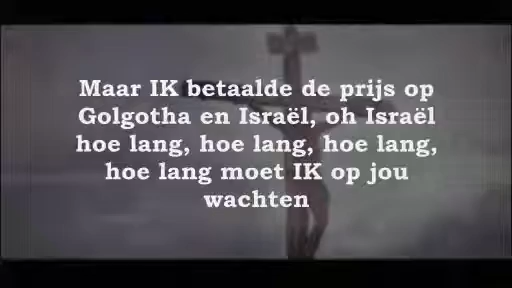 Maar IK betaalde de prijs op
Golgotha en Israël, oh Israël
hoe lang, hoe lang, hoe lang,
hoe lang moet IK op jou
wachten